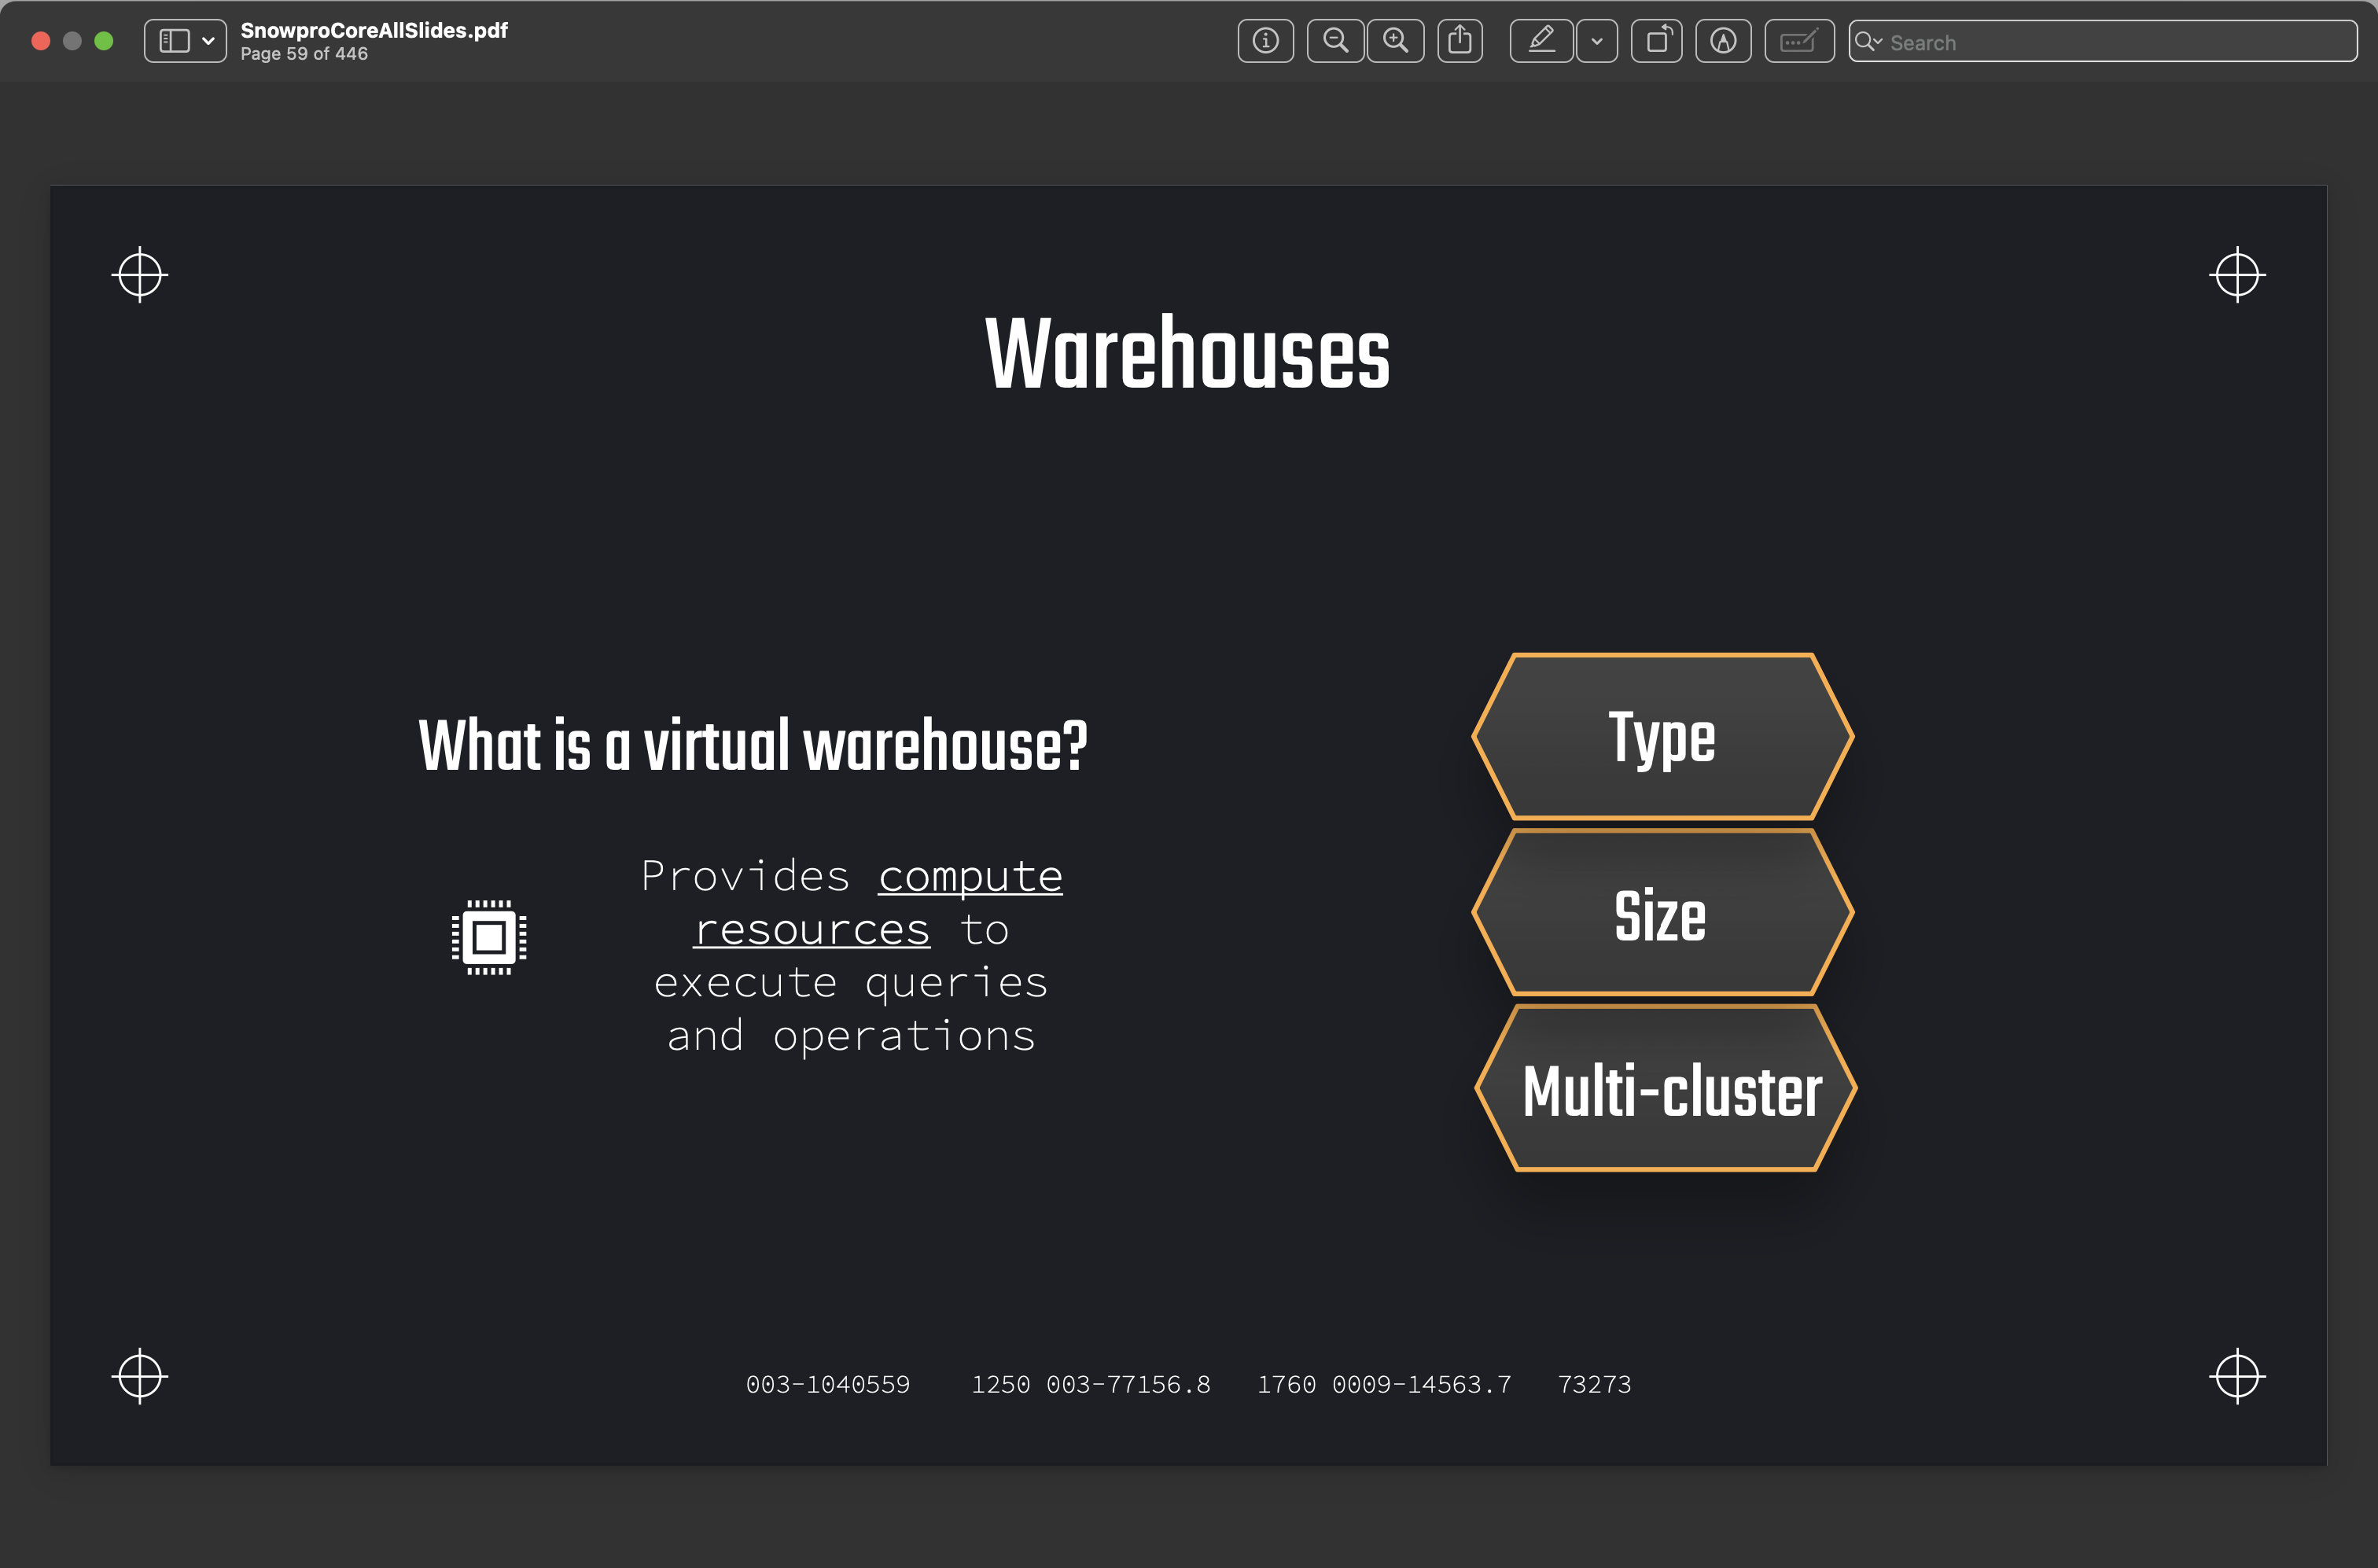 SnowproCoreAllSlides.pdf
Page 59 of 446
Search
Warehouses
What is a virtual warehouse?
Provides compute
resources to
execute queries
and operations
Type
Size
Multi-cluster
003-1040559 1250 003-77156.8 1760 0009-14563.7 73273